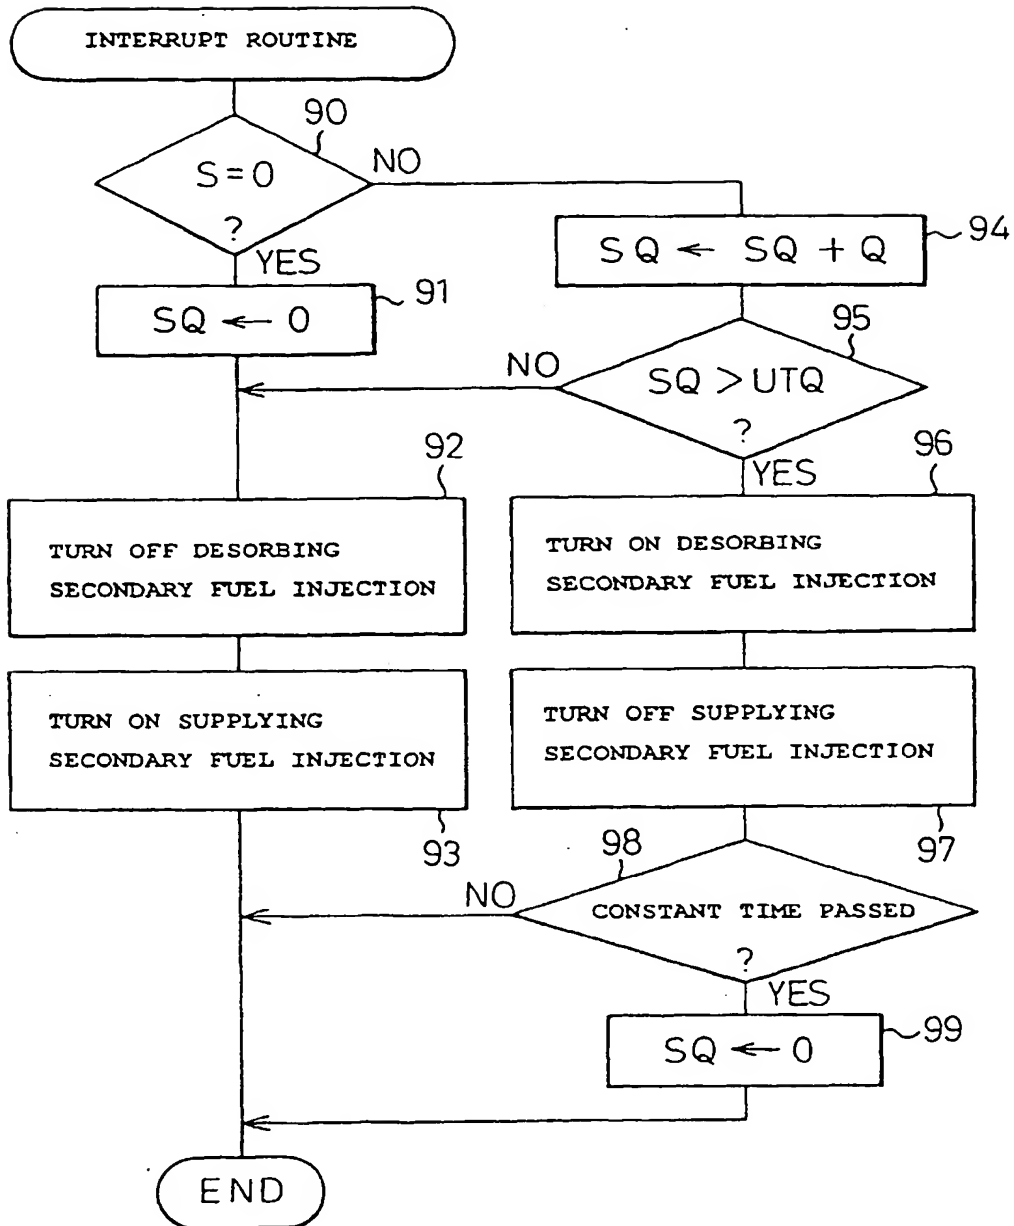 INTERRUPT ROUTINE
90
S=0
?
NO
YES
94
SQ ← SQ + Q
91
SQ ← 0
95
SQ > UTQ
?
NO
YES
92
TURN OFF DESORBING
SECONDARY FUEL INJECTION
96
TURN ON DESORBING
SECONDARY FUEL INJECTION
TURN ON SUPPLYING
SECONDARY FUEL INJECTION
93
TURN OFF SUPPLYING
SECONDARY FUEL INJECTION
97
98
CONSTANT TIME PASSED
?
NO
YES
99
SQ ← 0
END